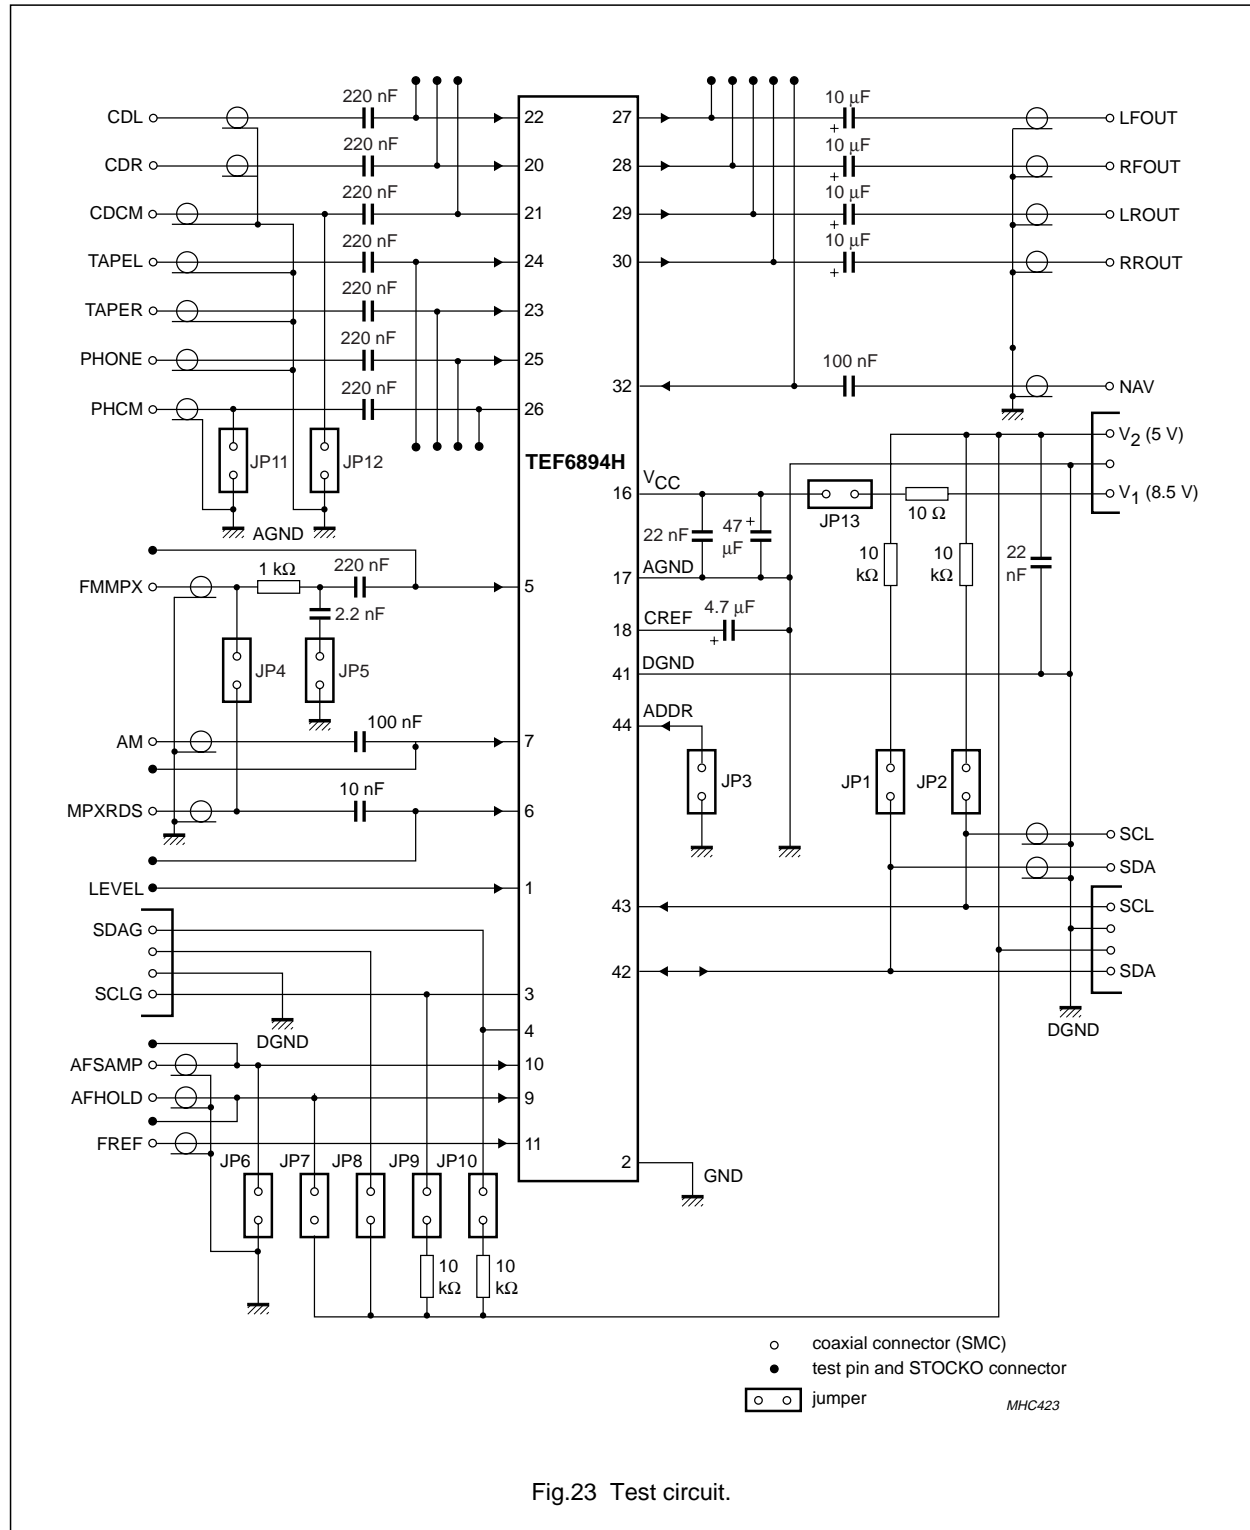 220 nF
10 μF
CDL
22
27
LFOUT
+
220 nF
10 μF
CDR
20
28
RFOUT
+
220 nF
10 μF
CDCM
21
29
LROUT
+
220 nF
10 μF
TAPEL
24
30
RROUT
+
220 nF
TAPER
23
220 nF
PHONE
25
100 nF
32
NAV
220 nF
PHCM
26
V2 (5 V)
JP11
JP12
TEF6894H
VCC
16
V1 (8.5 V)
JP13
10 Ω
AGND
22 nF
47
+
μF
10
kΩ
10
kΩ
22
nF
1 kΩ
220 nF
AGND
FMMPX
5
17
2.2 nF
4.7 μF
CREF
18
+
JP4
JP5
DGND
41
100 nF
ADDR
44
AM
7
JP3
JP1
JP2
10 nF
MPXRDS
6
SCL
SDA
LEVEL
1
43
SCL
SDAG
42
SDA
SCLG
3
DGND
4
DGND
AFSAMP
10
AFHOLD
9
FREF
11
JP6
JP7
JP8
JP9
JP10
2
GND
10
kΩ
10
kΩ
coaxial connector (SMC)
test pin and STOCKO connector
jumper
MHC423
Fig.23 Test circuit.